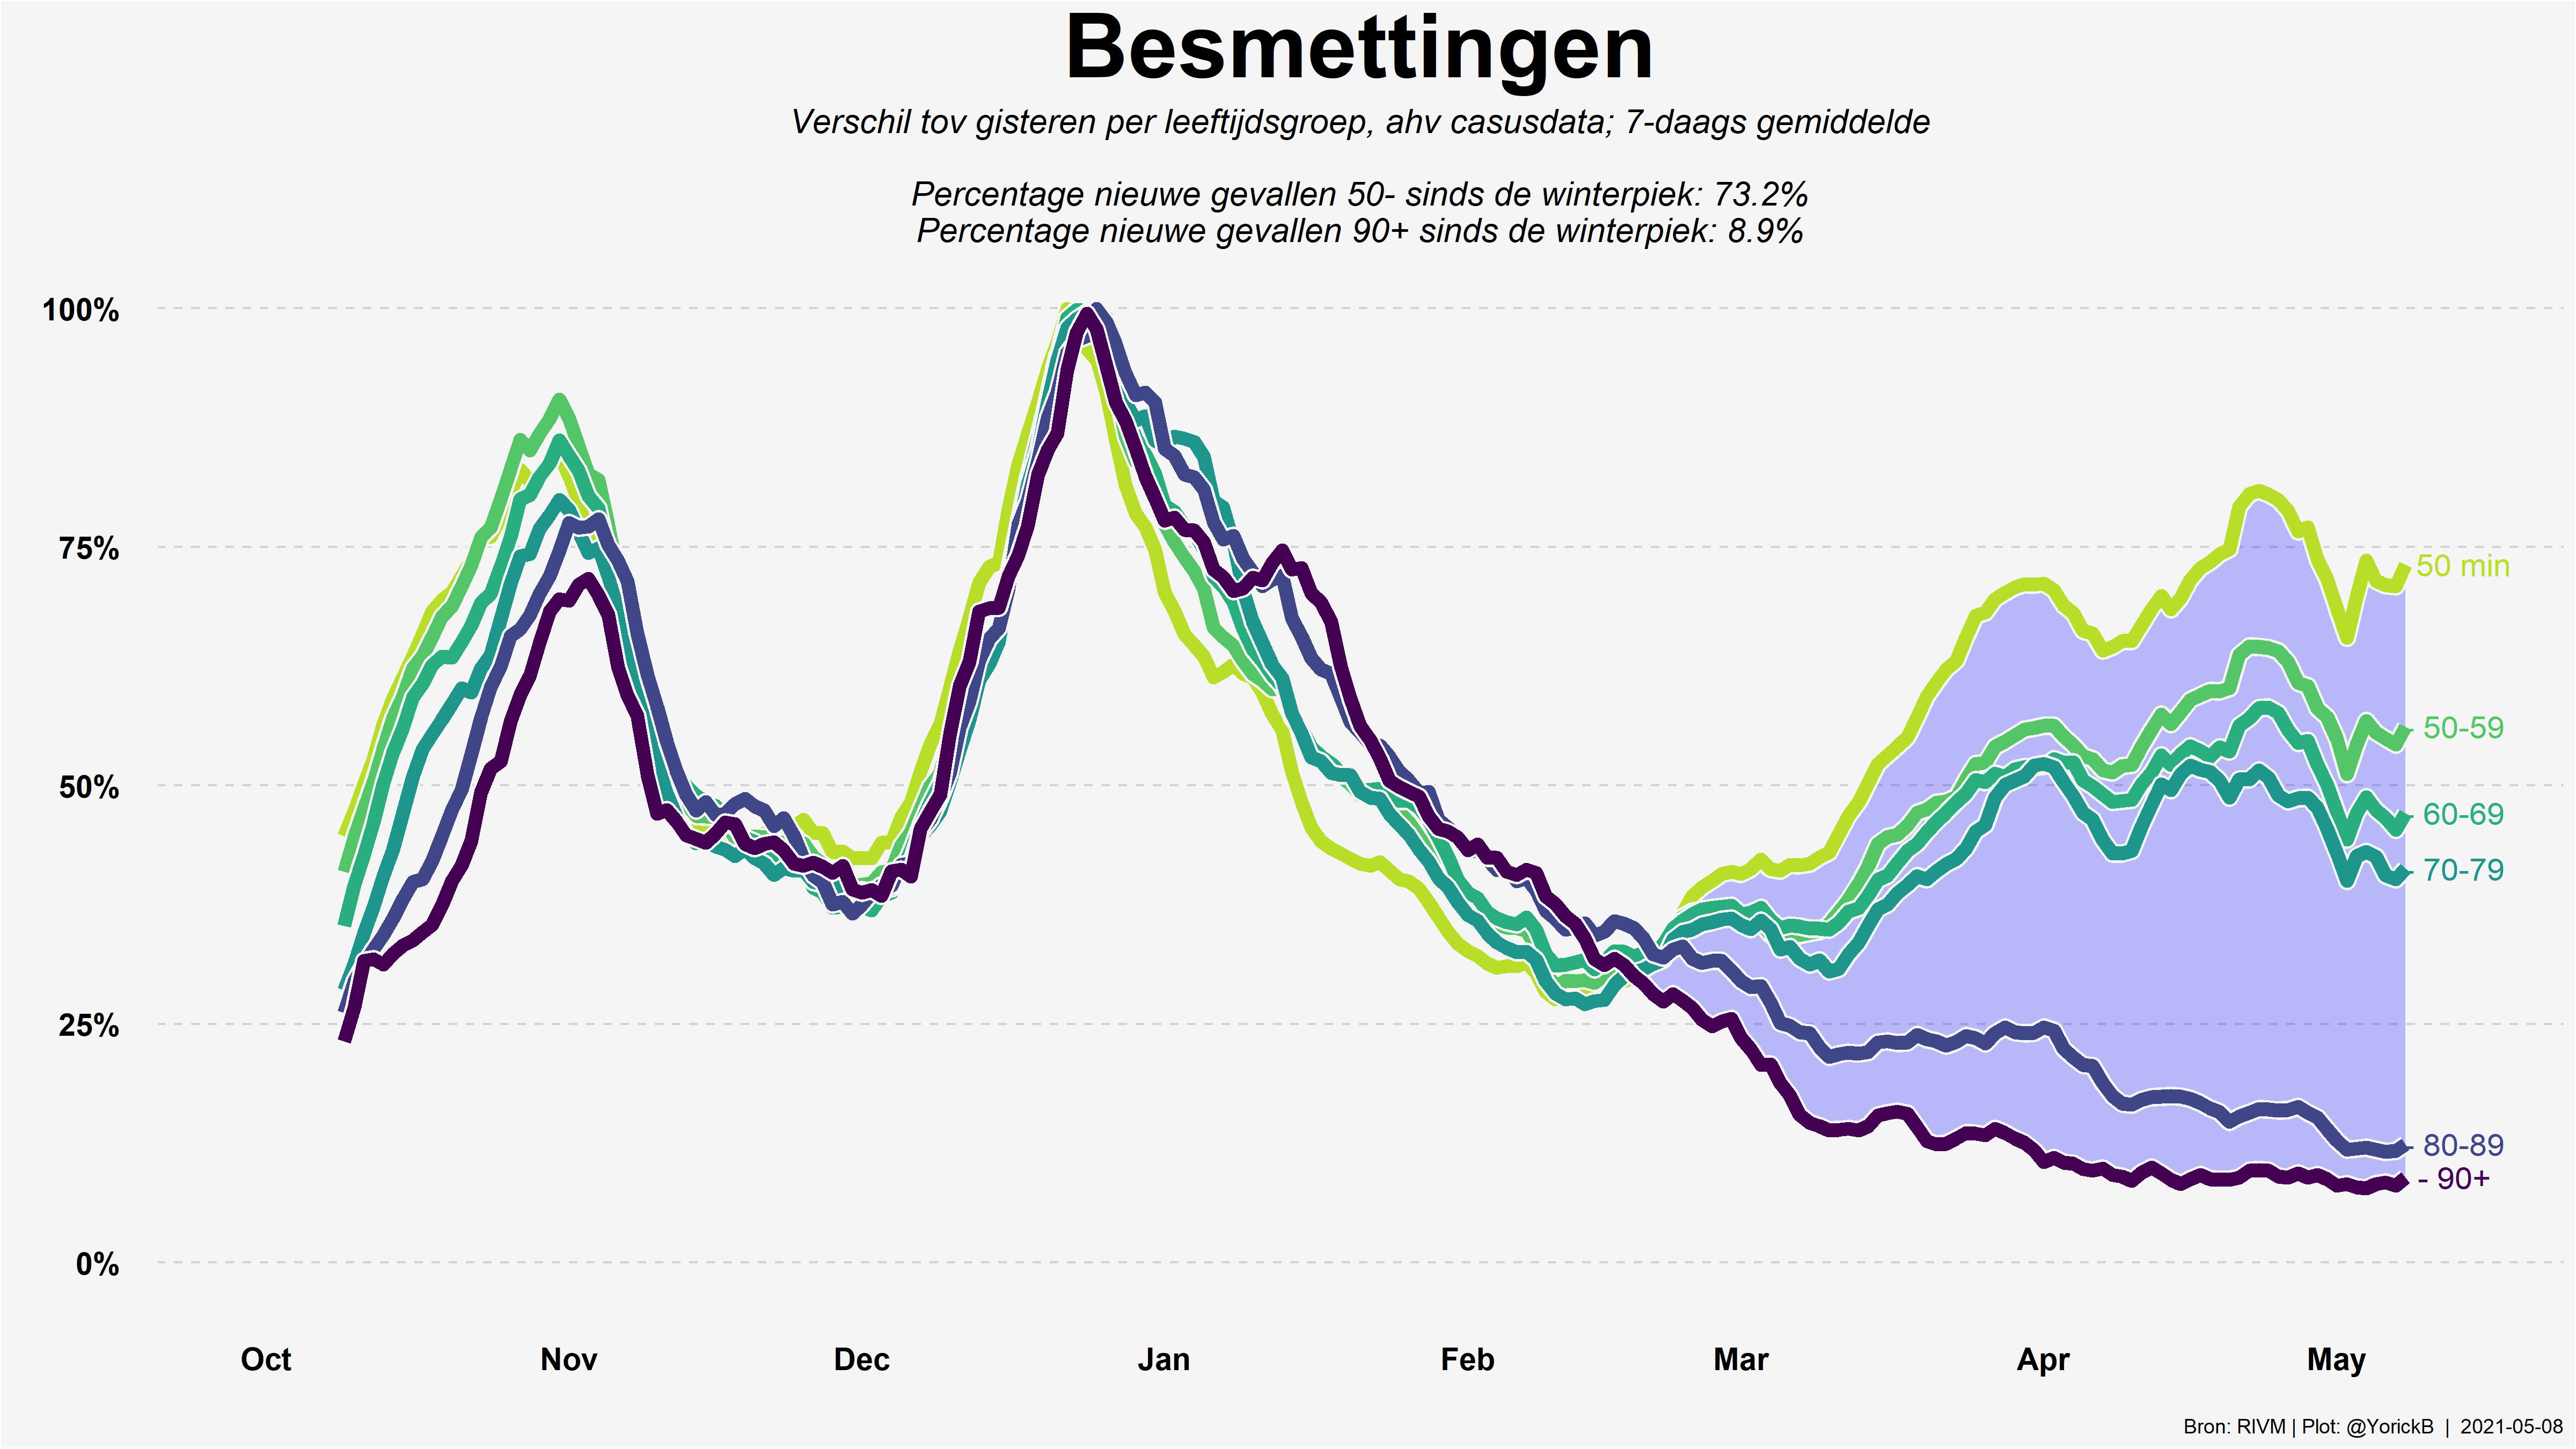 Besmettingen
Verschil tov gisteren per leeftijdsgroep, ahv casusdata; 7-daags gemiddelde
Percentage nieuwe gevallen 50- sinds de winterpiek: 73.2%
Percentage nieuwe gevallen 90+ sinds de winterpiek: 8.9%
100%
75%
50%
25%
0%
50 min
50-59
60-69
70-79
80-89
- 90+
Oct Nov Dec Jan Feb Mar Apr May
Bron: RIVM | Plot: @YorickB | 2021-05-08